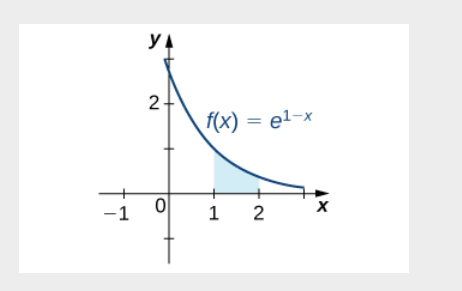 y
2
f(x) = e^{1−x}
−1 0 1 2 x